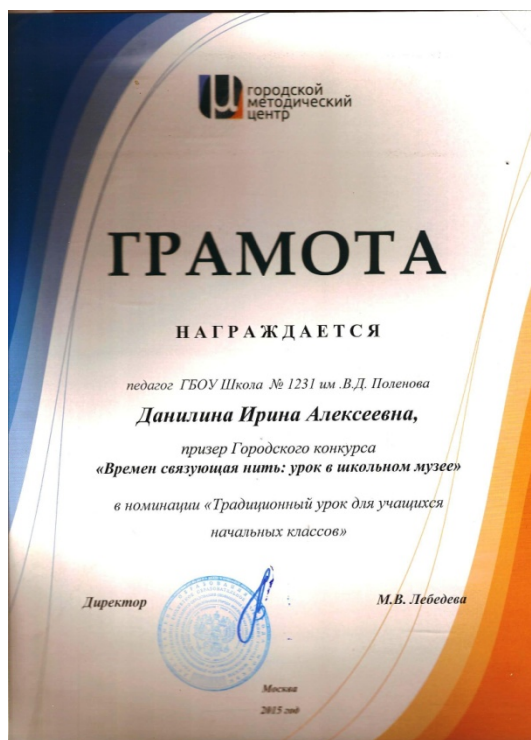 городской
методический
центр
ГРАМОТА
НАГРАЖДАЕТСЯ
педагог ГБОУ Школа № 1231 им .В.Д. Поленова
Данилина Ирина Алексеевна,
призер Городского конкурса
«Времен связующая нить: урок в школьном музее»
в номинации «Традиционный урок для учащихся
начальных классов»
Директор
М.В. Лебедева
Москва
2015 год